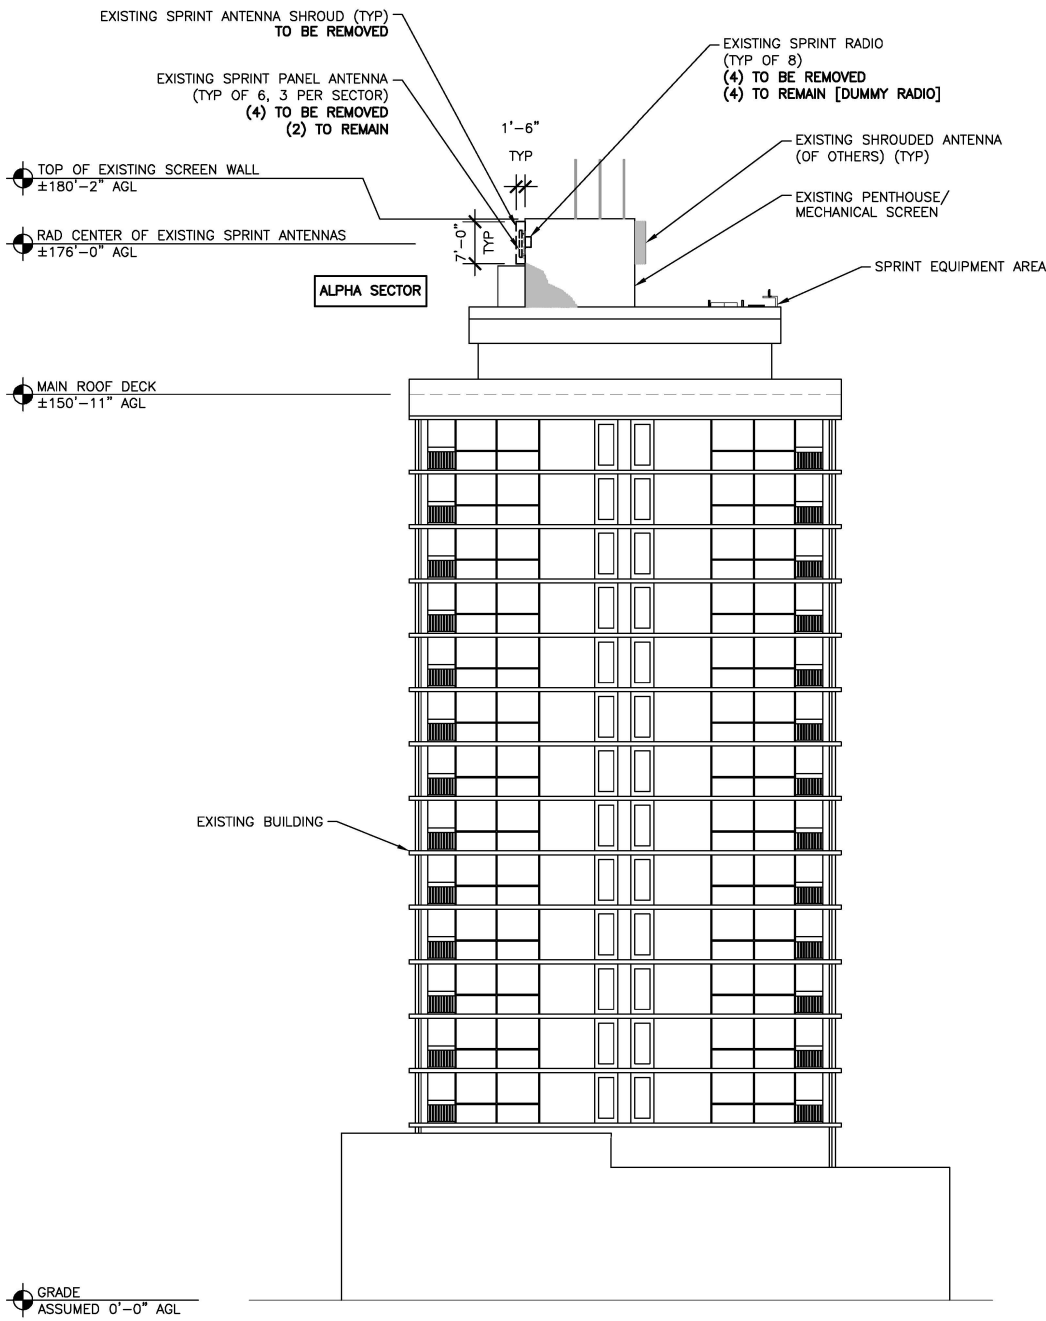 EXISTING SPRINT ANTENNA SHROUD (TYP)
TO BE REMOVED
EXISTING SPRINT PANEL ANTENNA
(TYP OF 6, 3 PER SECTOR)
(4) TO BE REMOVED
(2) TO REMAIN
EXISTING SPRINT RADIO
(TYP OF 8)
(4) TO BE REMOVED
(4) TO REMAIN [DUMMY RADIO]
1'-6"
TYP
EXISTING SHROUDED ANTENNA
(OF OTHERS) (TYP)
TOP OF EXISTING SCREEN WALL
±180'-2" AGL
EXISTING PENTHOUSE/
MECHANICAL SCREEN
RAD CENTER OF EXISTING SPRINT ANTENNAS
±176'-0" AGL
7'-0"
TYP
SPRINT EQUIPMENT AREA
ALPHA SECTOR
MAIN ROOF DECK
±150'-11" AGL
EXISTING BUILDING
GRADE
ASSUMED 0'-0" AGL